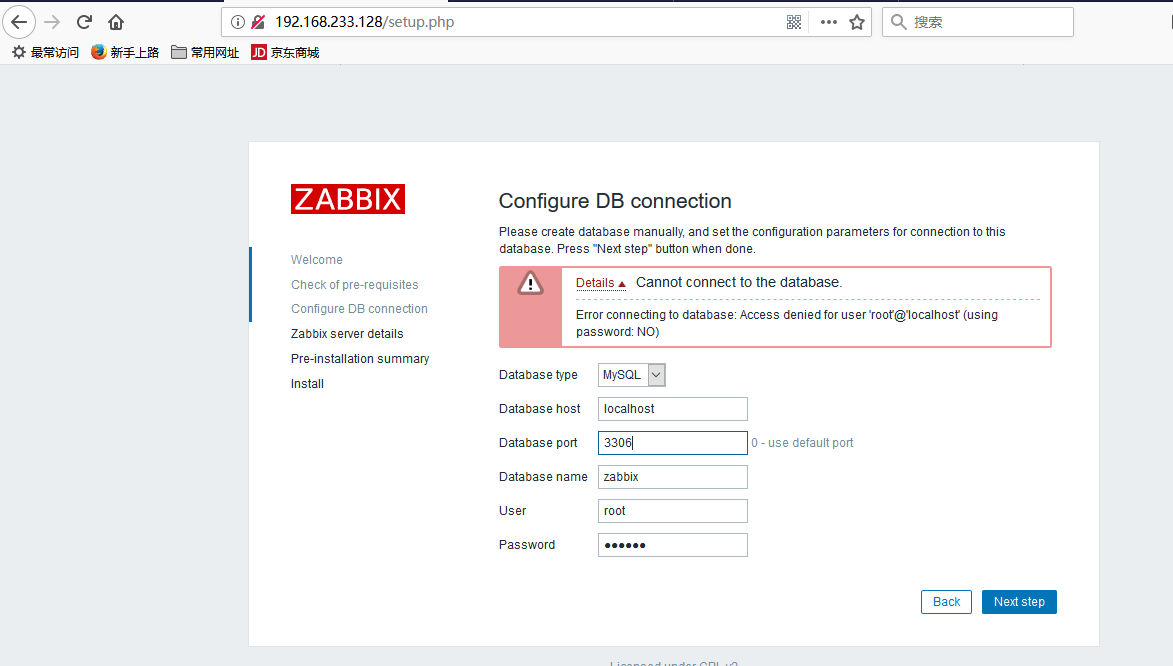 192.168.233.128/setup.php
搜索
最常访问 新手上路 常用网址 JD 京东商城
ZABBIX
Welcome
Check of pre-requisites
Configure DB connection
Zabbix server details
Pre-installation summary
Install
Configure DB connection
Please create database manually, and set the configuration parameters for connection to this
database. Press "Next step" button when done.
Details Cannot connect to the database.
Error connecting to database: Access denied for user 'root'@'localhost' (using
password: NO)
Database type MySQL
Database host localhost
Database port 3306 0 - use default port
Database name zabbix
User root
Password ••••••
Back Next step